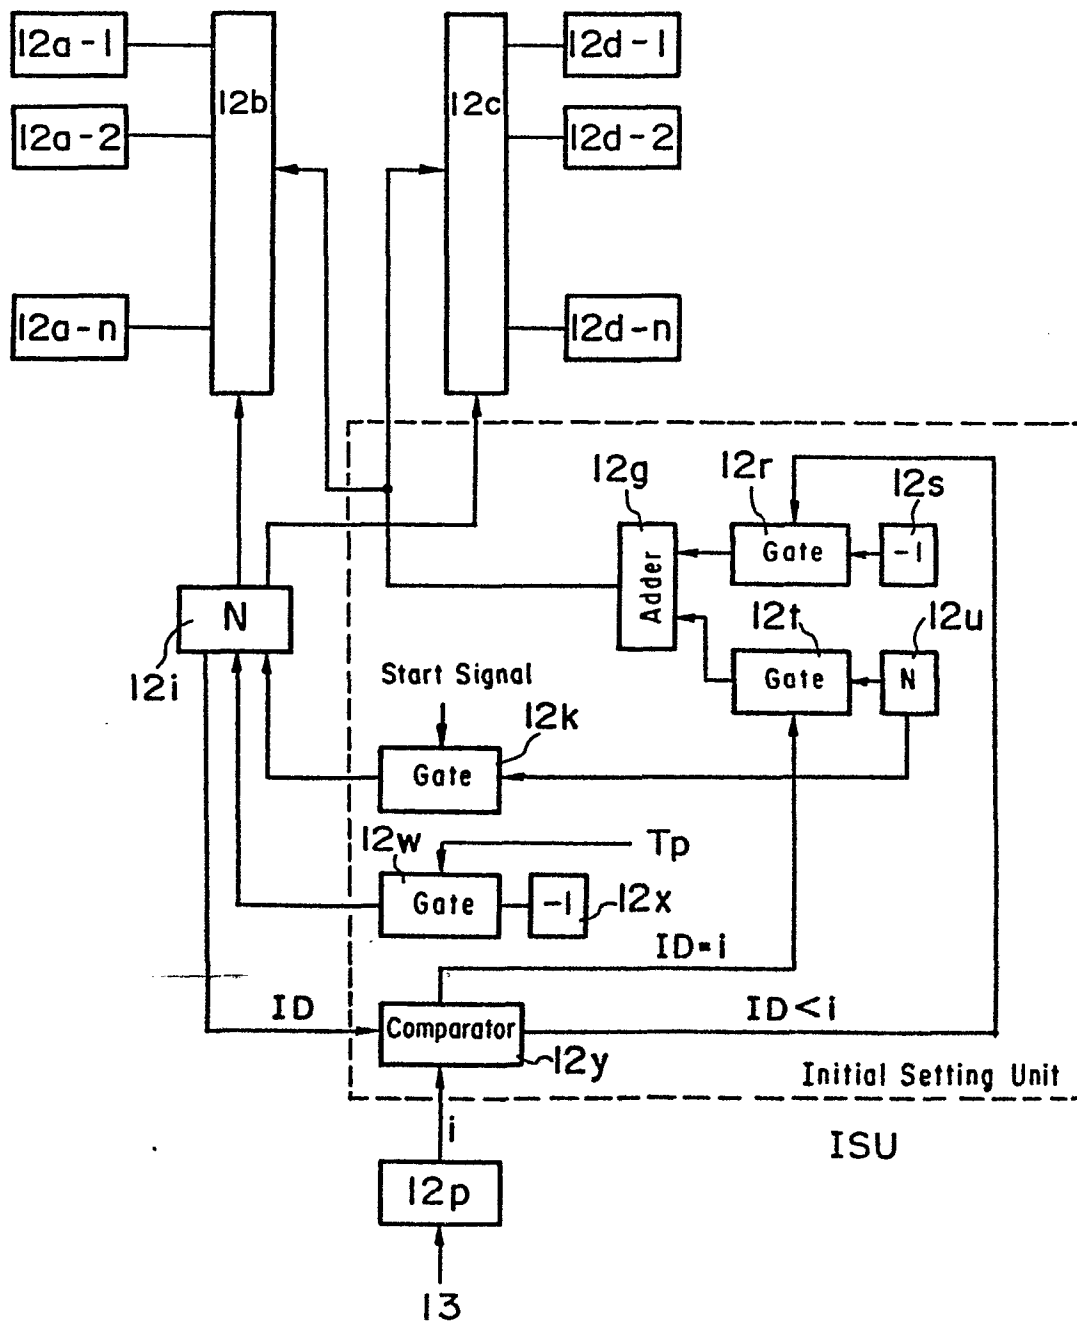 12a-1
12b
12c
12d-1
12a-2
12d-2
12a-n
12d-n
12g
12r
12s
Gate
-1
Adder
N
12i
12t
12u
Gate
N
Start Signal
12k
Gate
12w
Tp
Gate
-1
12x
ID=i
ID
ID<i
Comparator
12y
Initial Setting Unit
i
ISU
12p
13